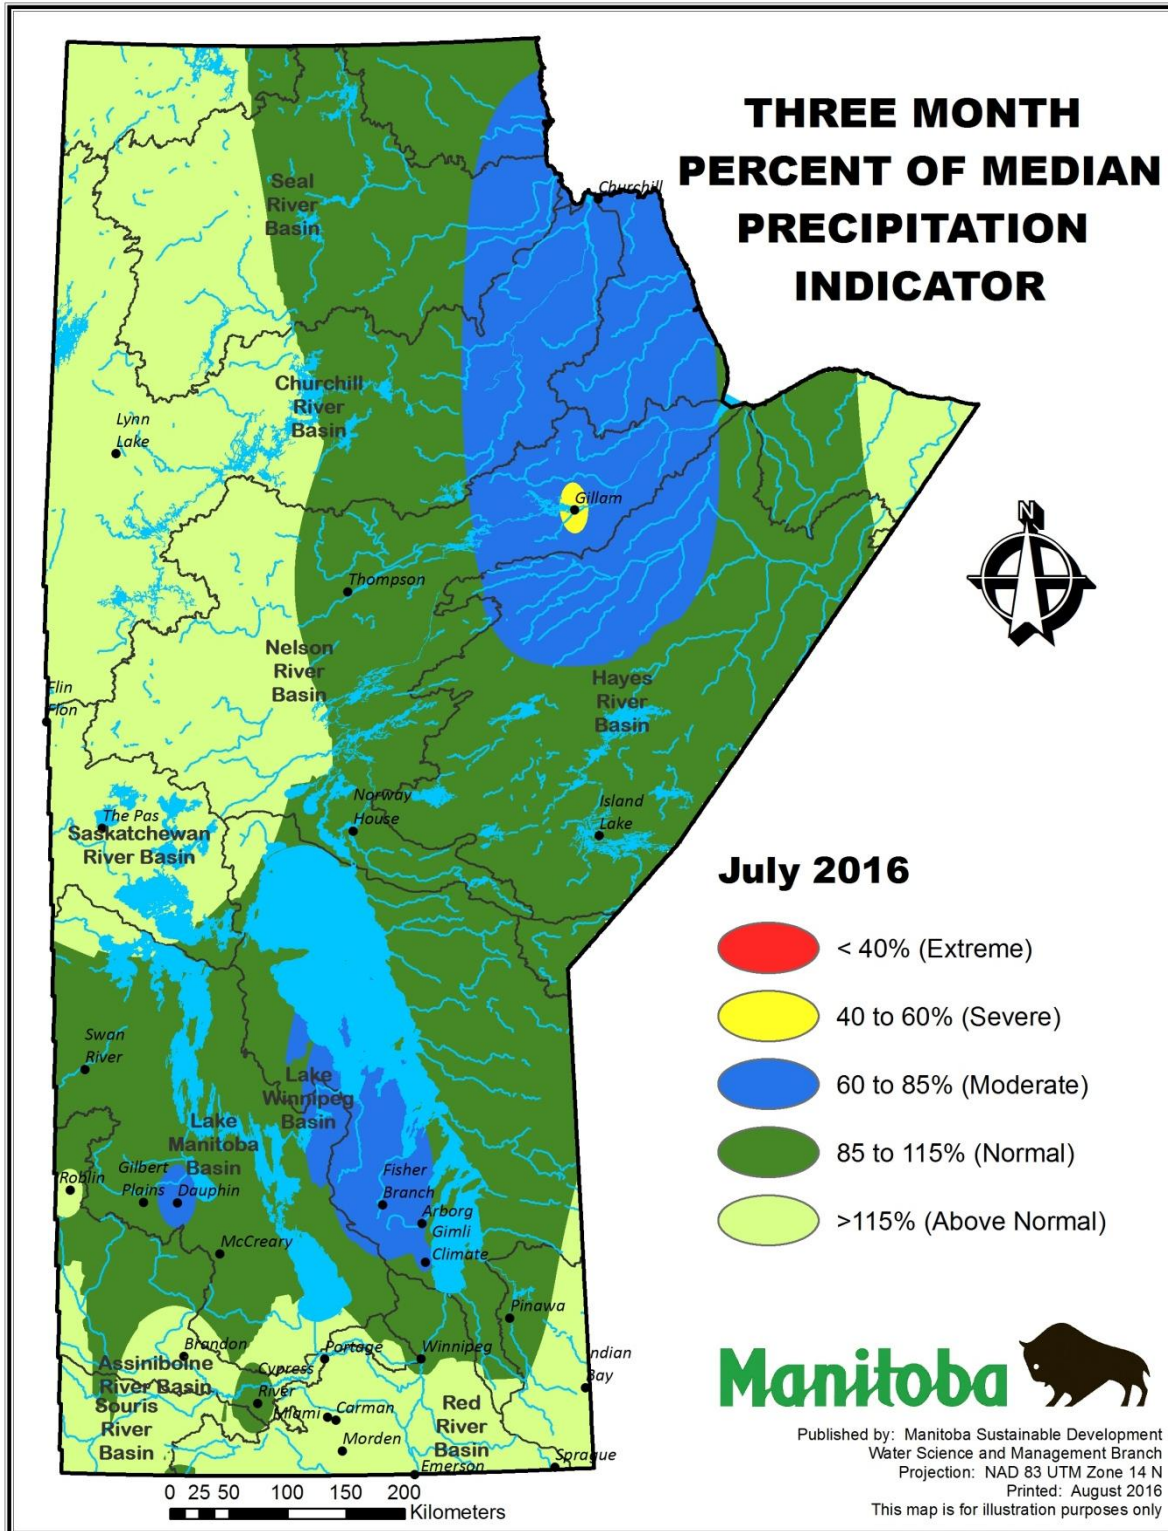 THREE MONTH
PERCENT OF MEDIAN
PRECIPITATION
INDICATOR
Churchill
Seal
River
Basin
Churchill
River
Basin
Lynn
Lake
Gillam
N
Thompson
Nelson
River
Basin
Hayes
River
Basin
Flin
Flon
The Pas
Saskatchewan
River Basin
Norway
House
Island
Lake
July 2016
< 40% (Extreme)
40 to 60% (Severe)
60 to 85% (Moderate)
85 to 115% (Normal)
>115% (Above Normal)
Swan
River
Lake
Winnipeg
Basin
Lake
Manitoba
Basin
Roblin
Gilbert
Plains
Dauphin
Fisher
Branch
Arborg
Gimli
Climate
McCreary
Pinawa
Brandon
Assiniboine
River Basin
Souris
River
Basin
Cypress
River
Portage
Winnipeg
Indian
Bay
Miami
Carman
Morden
Red
River
Basin
Emerson
Sprague
0 25 50 100 150 200
Kilometers
Manitoba
Published by: Manitoba Sustainable Development
Water Science and Management Branch
Projection: NAD 83 UTM Zone 14 N
Printed: August 2016
This map is for illustration purposes only